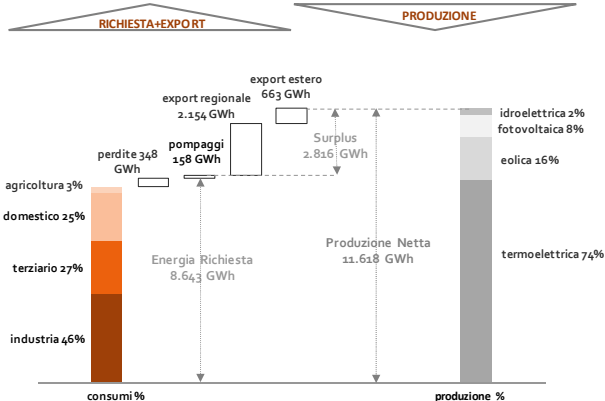 RICHIESTA+EXPORT
PRODUZIONE
export estero
663 GWh
export regionale
2.154 GWh
pompaggi
158 GWh
perdite 348
GWh
Surplus
2.816 GWh
idroelettrica 2%
fotovoltaica 8%
eolica 16%
agricoltura 3%
domestico 25%
terziario 27%
industria 46%
Energia Richiesta
8.643 GWh
Produzione Netta
11.618 GWh
termoelettrica 74%
consumi %
produzione %